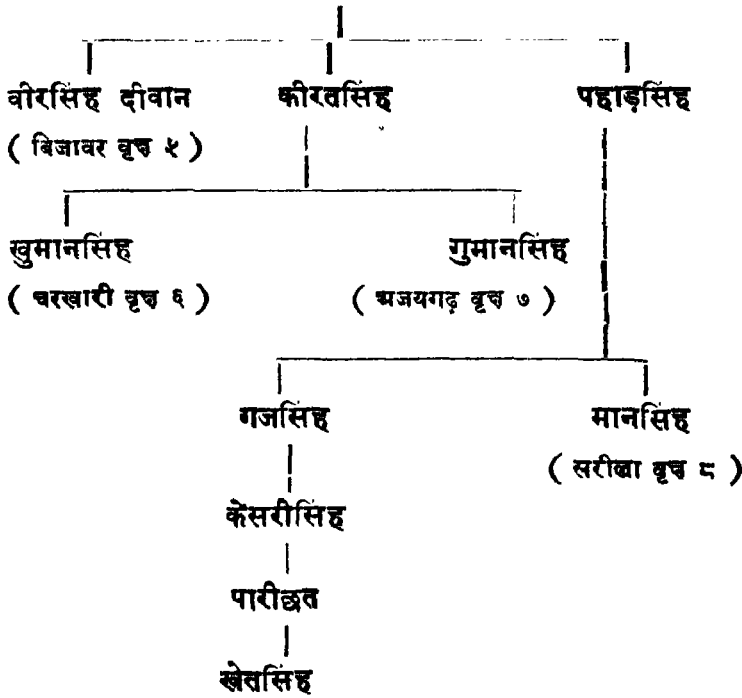 वीरसिंह दीवान कीरतसिंह पहाड़सिंह
( बिजावर वृक्ष ५ )
खुमानसिंह गुमानसिंह
( चरखारी वृक्ष ६ ) ( अजयगढ़ वृक्ष ७ )
गजसिंह मानसिंह
( सरीला वृक्ष ८ )
केसरीसिंह
पारीछत
खेतसिंह